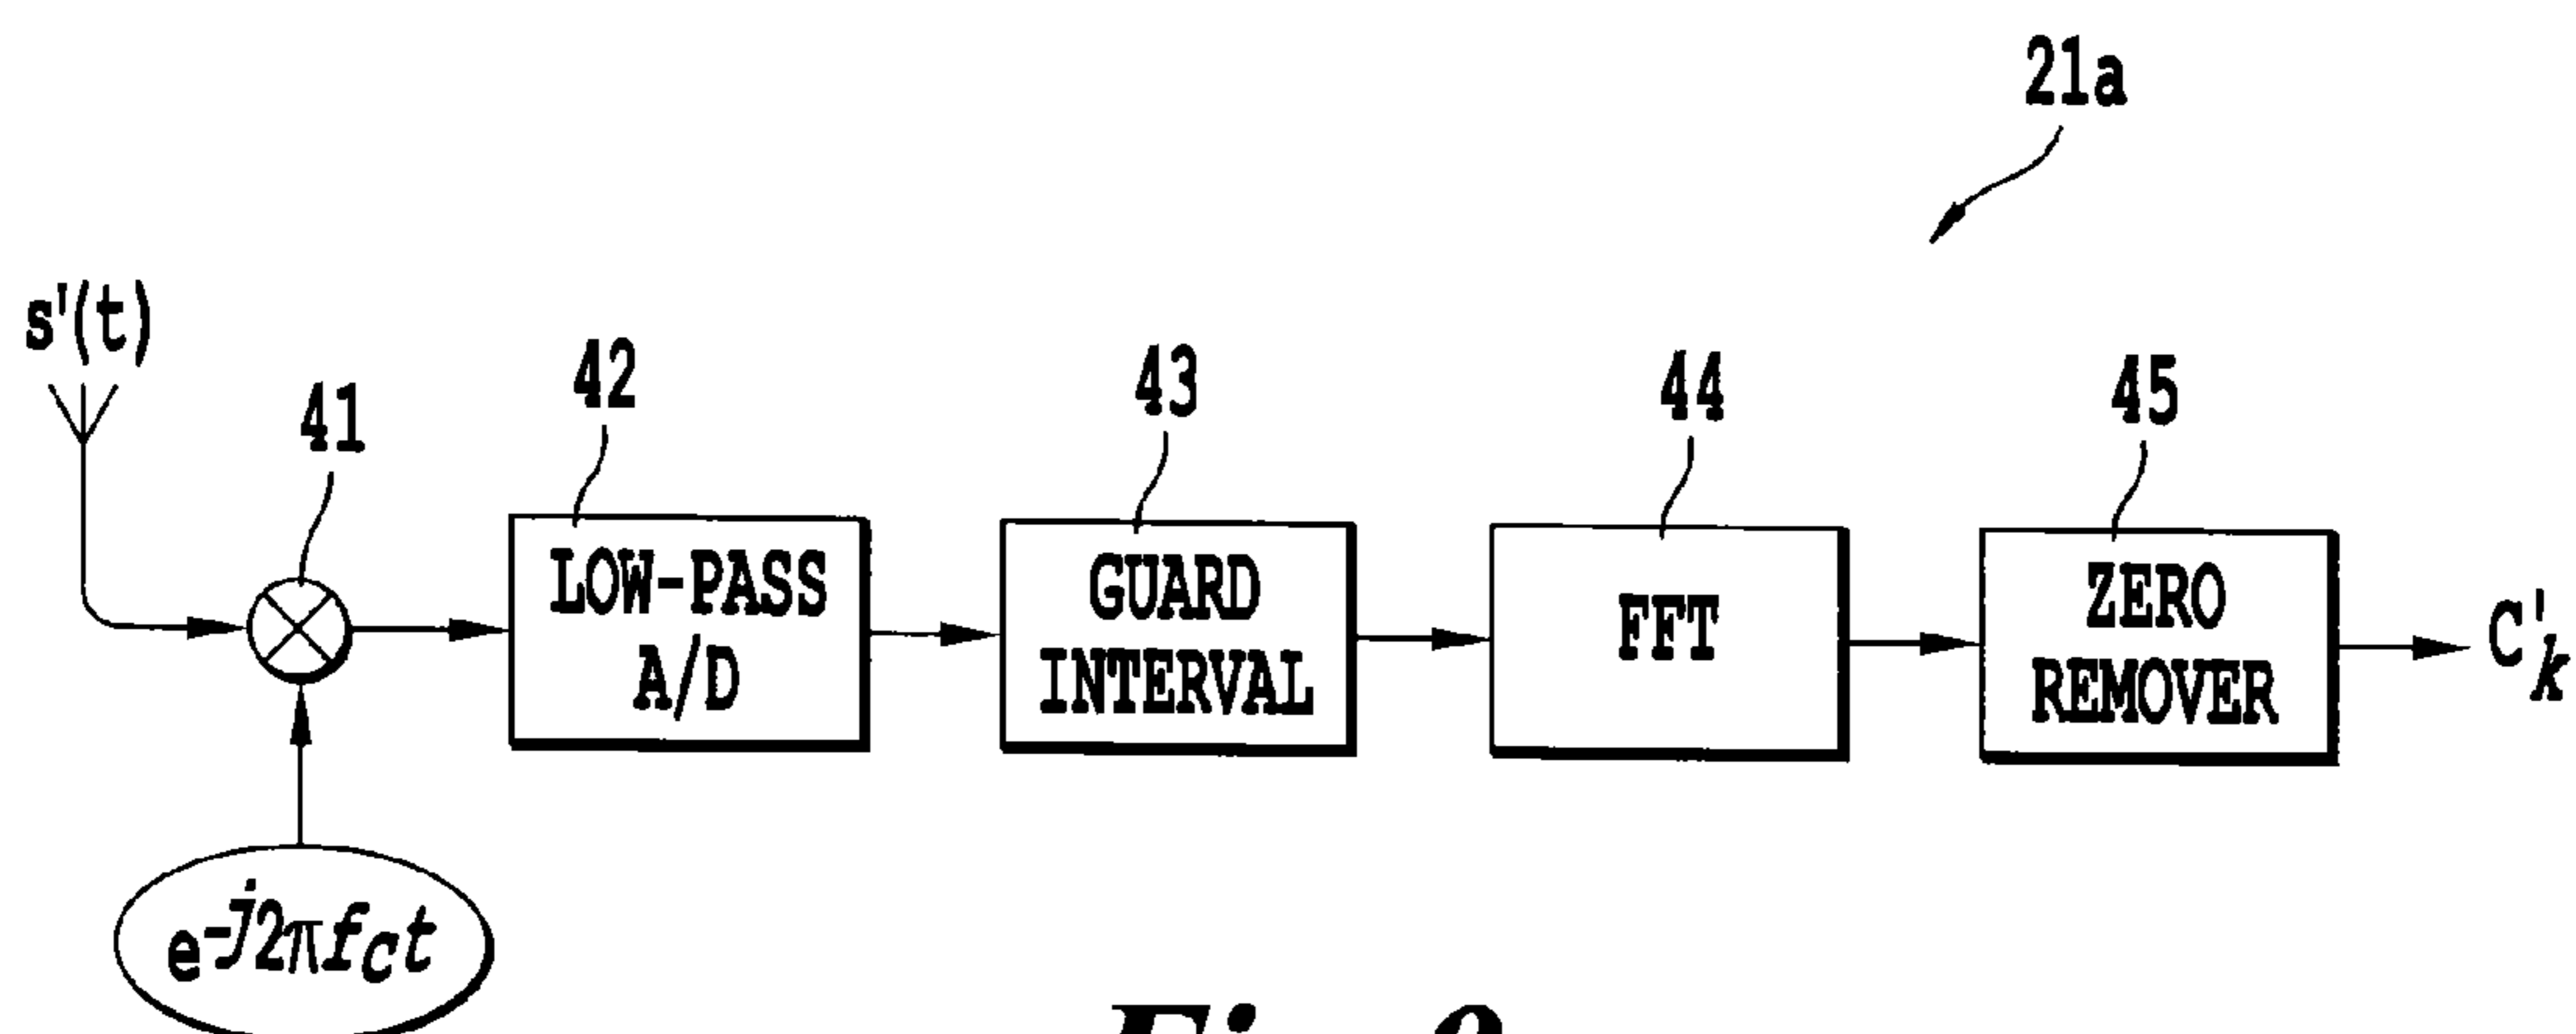 21a
s'(t)
41
42
43
44
45
LOW-PASS
A/D
GUARD
INTERVAL
FFT
ZERO
REMOVER
C'k
e-j2πfct